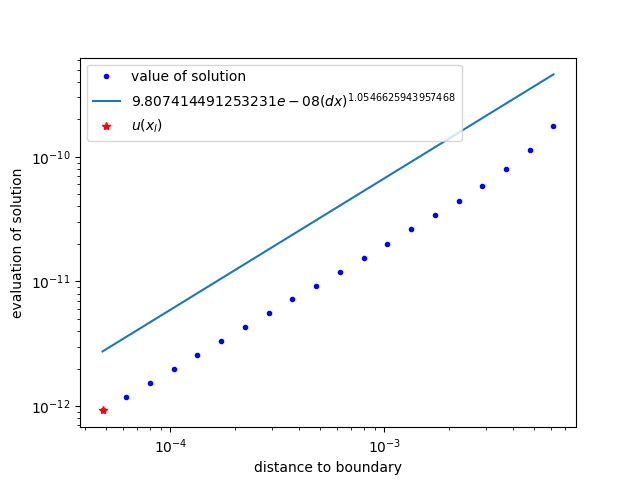 value of solution
9.807414491253231e − 08(dx)^1.0546625943957468
u(x_l)
10^−10
10^−11
10^−12
evaluation of solution
10^−4
10^−3
distance to boundary